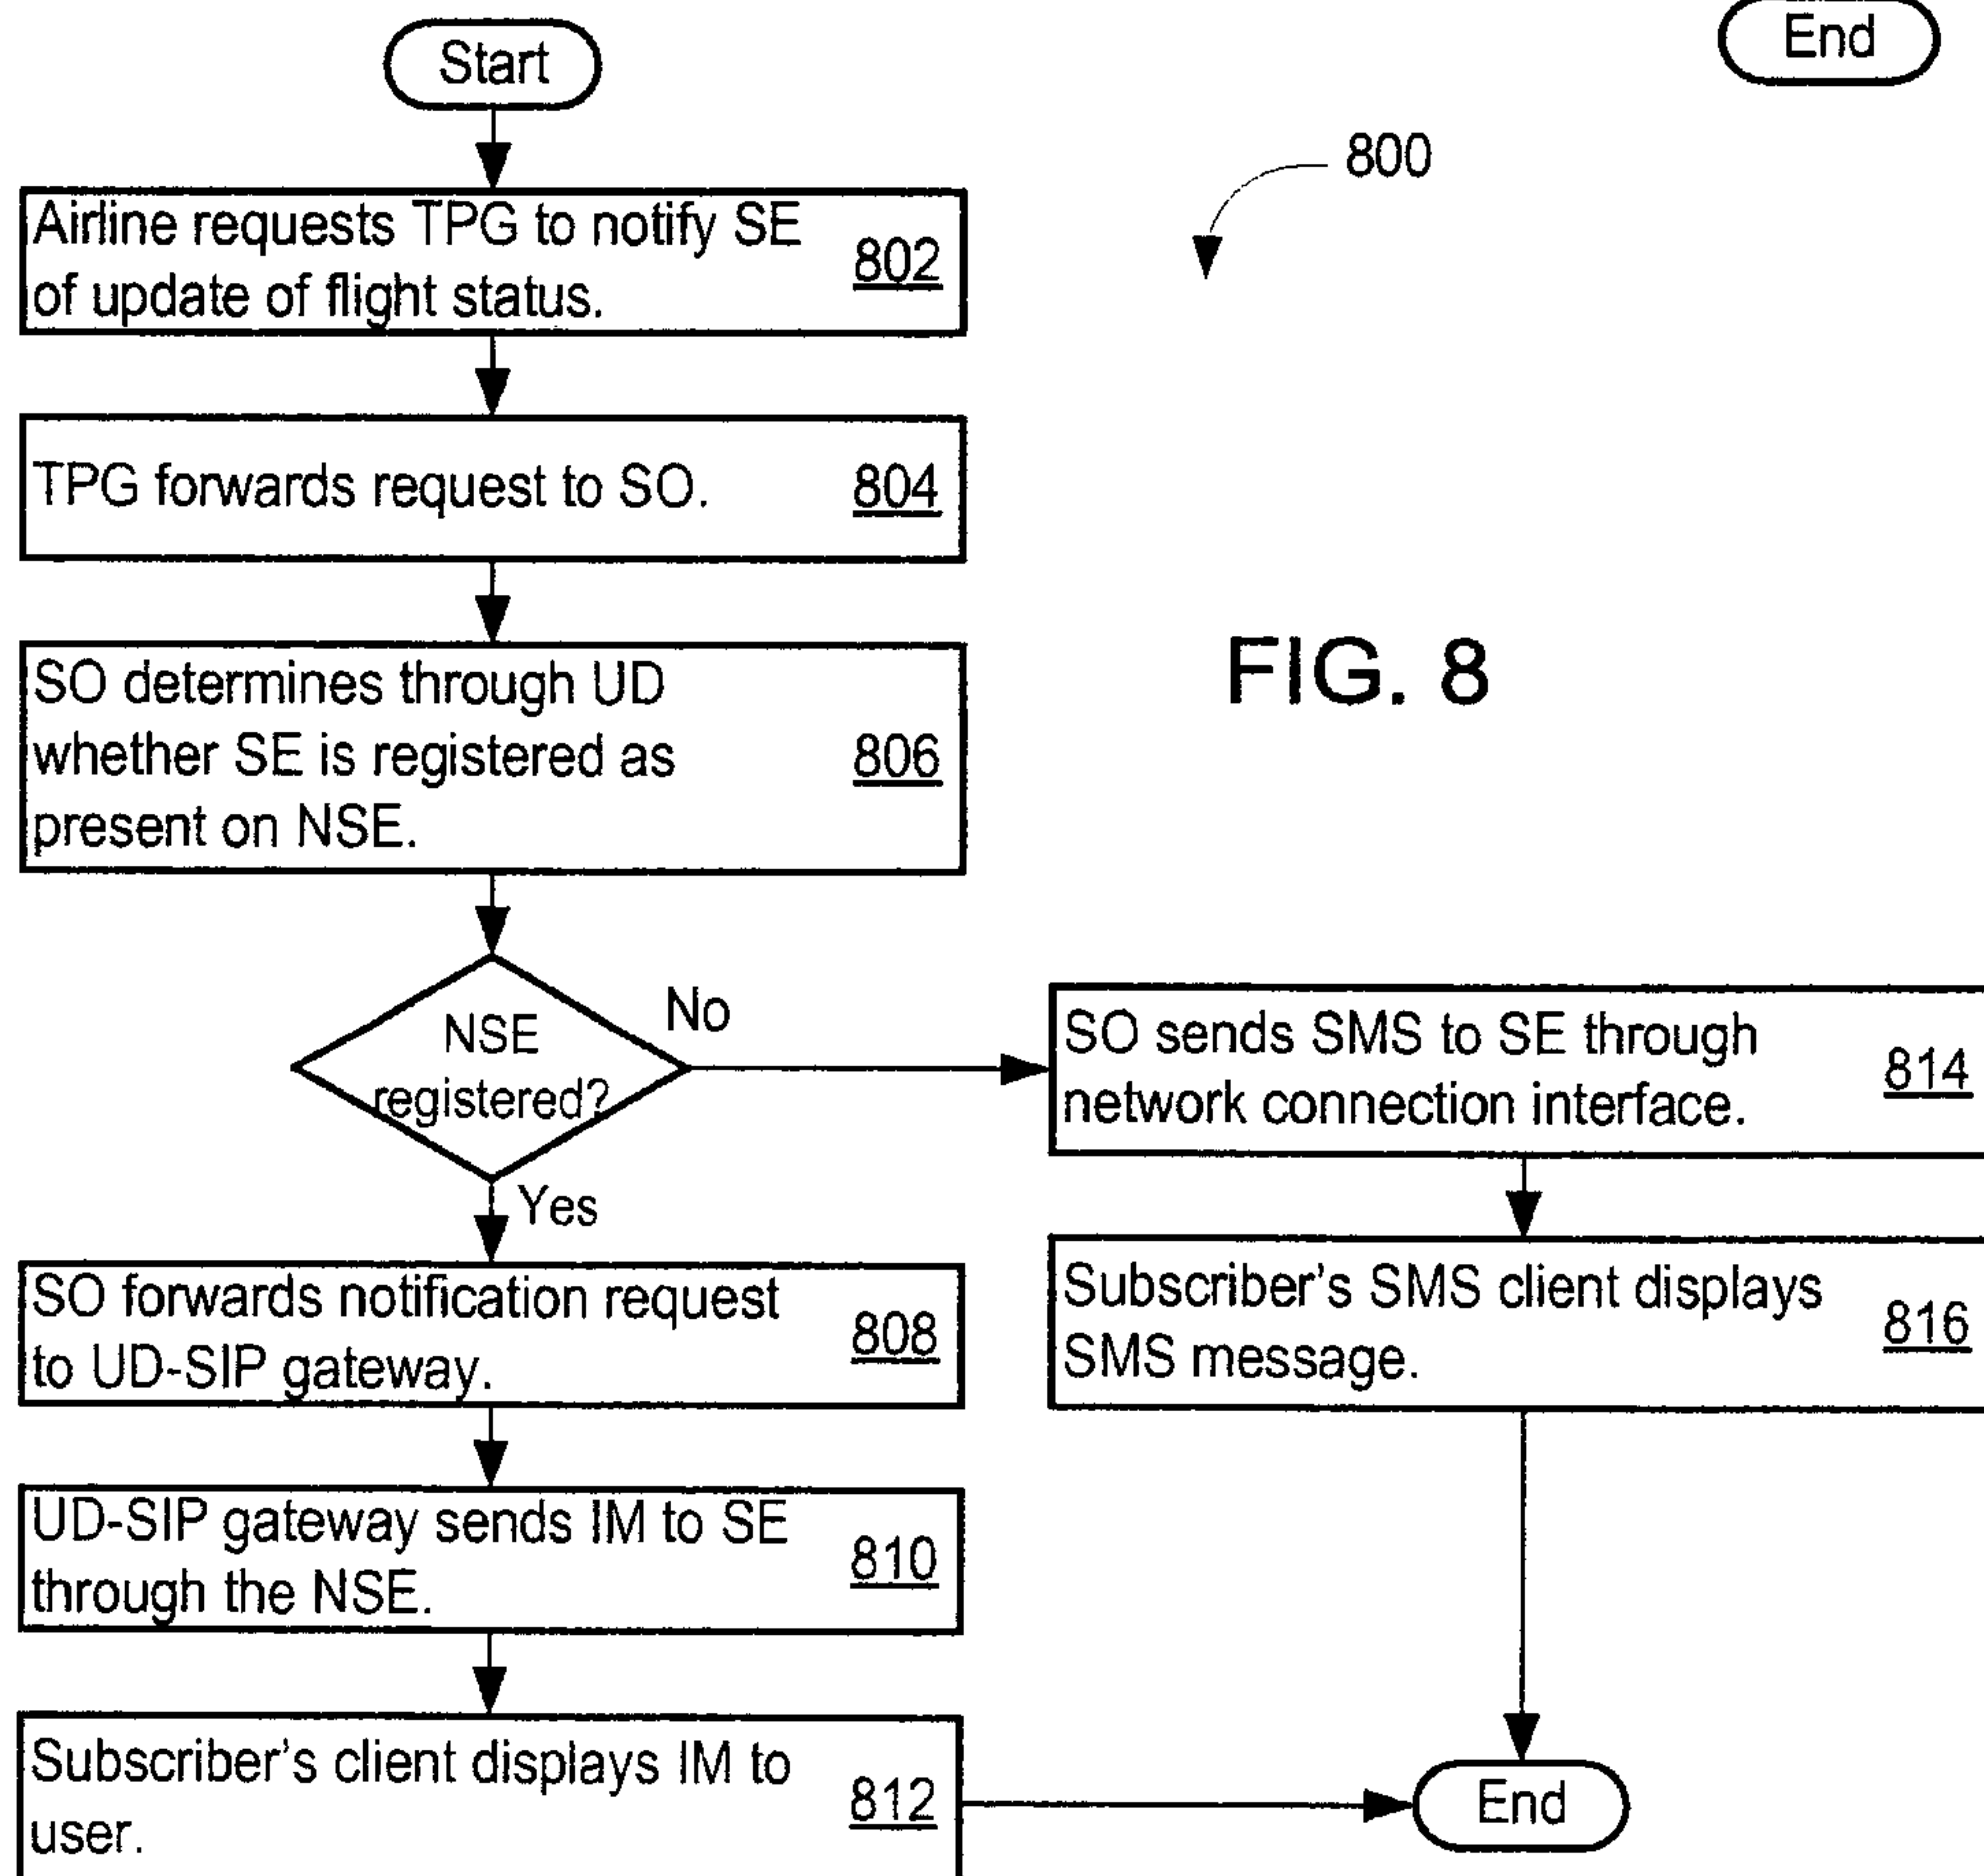 Start
End
800
Airline requests TPG to notify SE
of update of flight status.
802
TPG forwards request to SO.
804
SO determines through UD
whether SE is registered as
present on NSE.
806
FIG. 8
NSE
registered?
No
Yes
SO sends SMS to SE through
network connection interface.
814
SO forwards notification request
to UD-SIP gateway.
808
Subscriber's SMS client displays
SMS message.
816
UD-SIP gateway sends IM to SE
through the NSE.
810
Subscriber's client displays IM to
user.
812
End